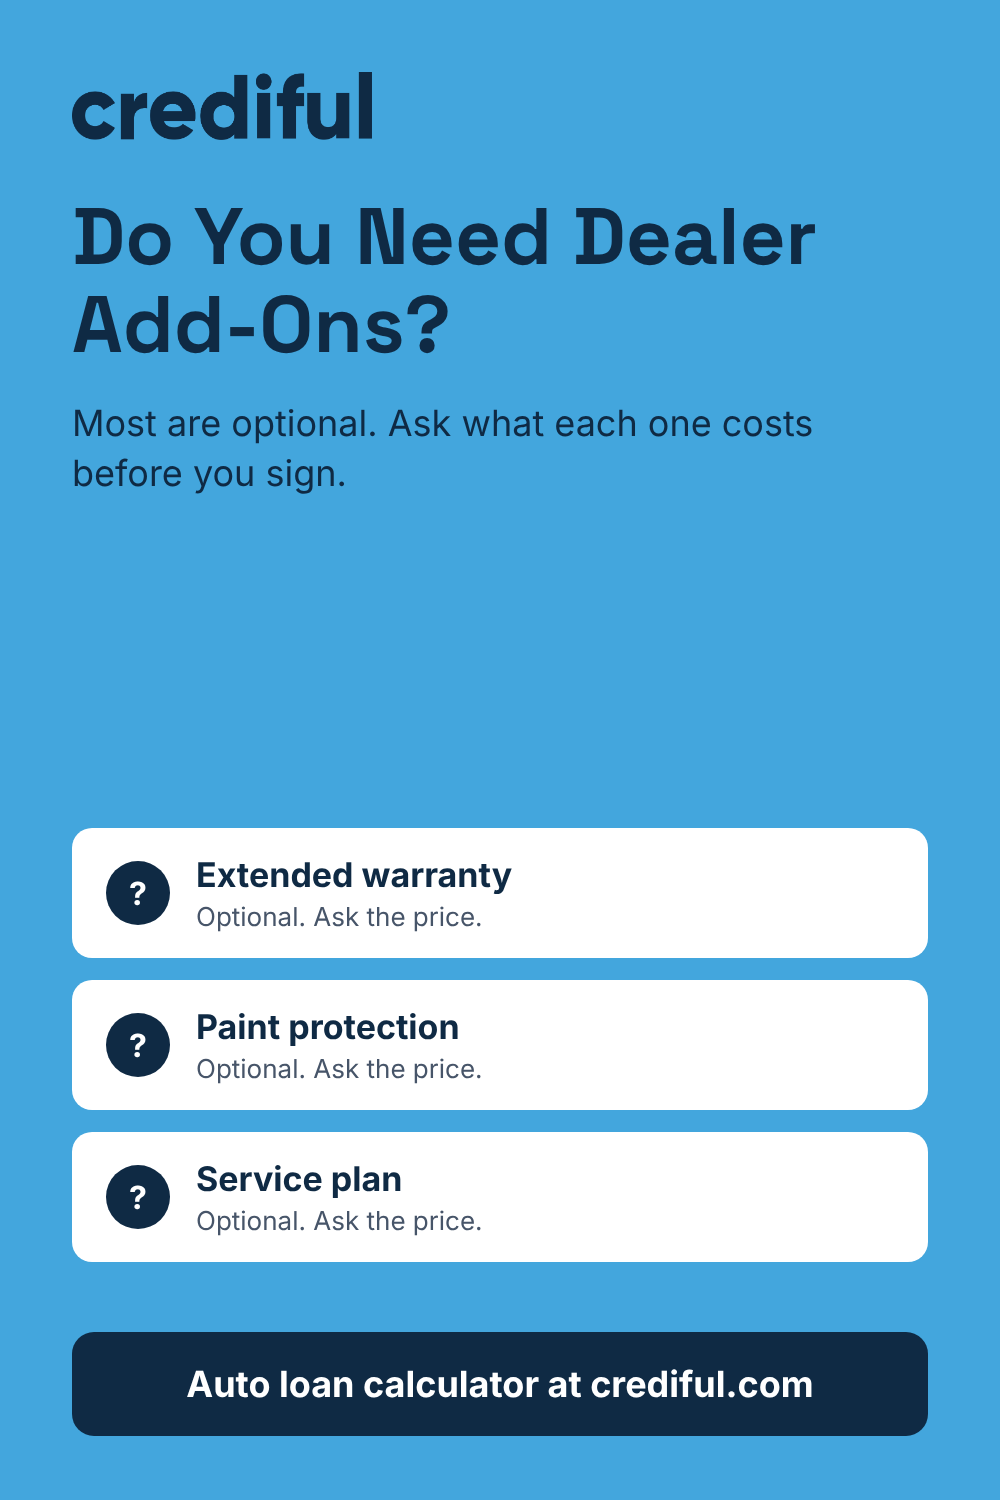 crediful
Do You Need Dealer
Add-Ons?
Most are optional. Ask what each one costs
before you sign.
?
Extended warranty
Optional. Ask the price.
?
Paint protection
Optional. Ask the price.
?
Service plan
Optional. Ask the price.
Auto loan calculator at crediful.com